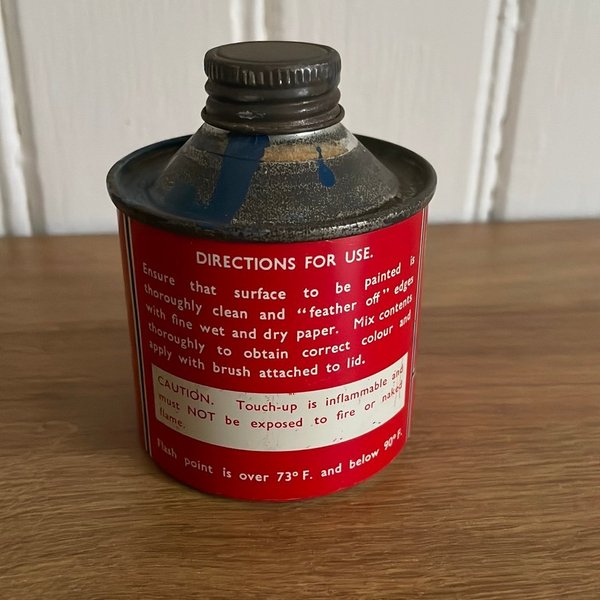 DIRECTIONS FOR USE.
Ensure that surface to be painted is
thoroughly clean and "feather off" edges
with fine wet and dry paper. Mix contents
thoroughly to obtain correct colour and
apply with brush attached to lid.
CAUTION. Touch-up is inflammable and
must NOT be exposed to fire or naked
flame.
Flash point is over 73° F. and below 90° F.